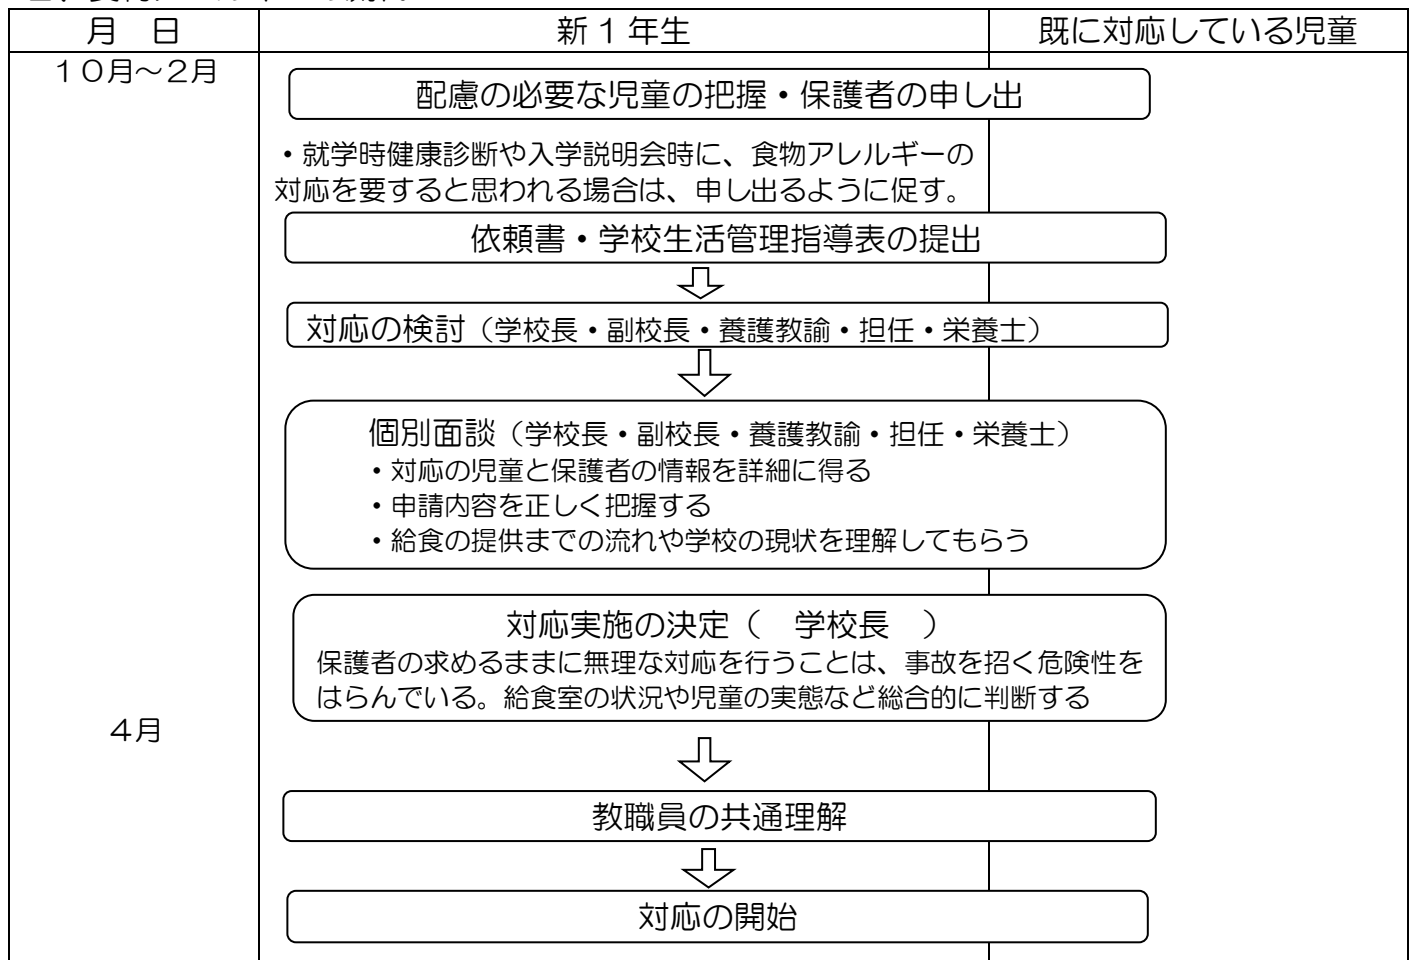 月　日
新１年生
既に対応している児童
１０月～２月
配慮の必要な児童の把握・保護者の申し出
・就学時健康診断や入学説明会時に、食物アレルギーの
対応を要すると思われる場合は、申し出るように促す。
依頼書・学校生活管理指導表の提出
対応の検討（学校長・副校長・養護教諭・担任・栄養士）
個別面談（学校長・副校長・養護教諭・担任・栄養士）
・対応の児童と保護者の情報を詳細に得る
・申請内容を正しく把握する
・給食の提供までの流れや学校の現状を理解してもらう
対応実施の決定（　学校長　）
保護者の求めるままに無理な対応を行うことは、事故を招く危険性を
はらんでいる。給食室の状況や児童の実態など総合的に判断する
４月
教職員の共通理解
対応の開始